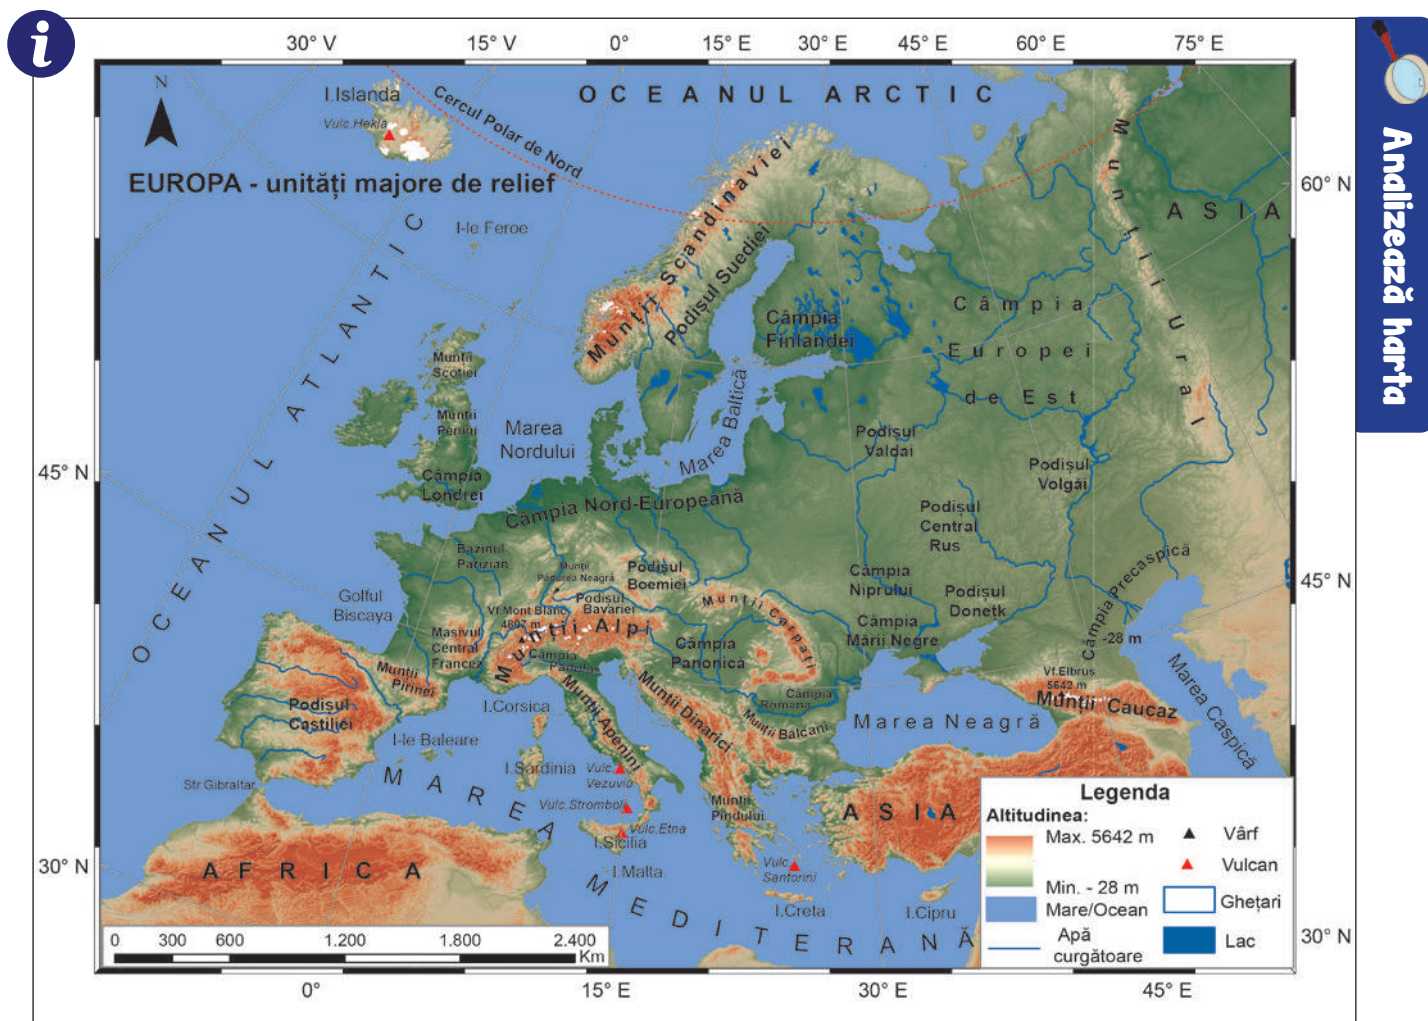 i
Analizează harta
30° V
15° V
0°
15° E
30° E
45° E
60° E
75° E
N
I.Islanda
Vulc.Hekla
Cercul Polar de Nord
OCEANUL ARCTIC
EUROPA - unități majore de relief
60° N
ASIA
I-le Feroe
Munții Scandinaviei
Podișul Suediei
Munții Ural
OCEANUL ATLANTIC
Câmpia
Finlandei
Câmpia
Europei
de Est
Munții
Scoției
Munții
Penini
Marea
Nordului
Marea Baltică
Podișul
Valdai
Podișul
Volgăi
45° N
Câmpia
Londrei
Câmpia Nord-Europeană
Podișul
Central
Rus
Bazinul
Parizian
Munții
Pădurea Neagră
Podișul
Boemiei
Câmpia
Niprului
Podișul
Donețk
Câmpia Precaspică
45° N
Golful
Biscaya
Vf.Mont Blanc
4807 m
Podișul
Bavariei
Munții Carpați
Câmpia
Mării Negre
-28 m
Masivul
Central
Francez
Munții Alpi
Câmpia
Padului
Câmpia
Panonică
Vf.Elbrus
5642 m
Marea Caspică
Munții
Pirinei
Podișul
Castiliei
I.Corsica
Munții Apenini
Munții Dinarici
Câmpia
Română
Munții Balcani
Marea Neagră
Munții Caucaz
I-le Baleare
I.Sardinia
Vulc.
Vezuviu
Str Gibraltar
MAREA
MEDITERANĂ
Vulc.Stromboli
Vulc.Etna
I.Sicilia
Munții
Pindului
ASIA
AFRICA
I.Malta
Vulc.
Santorini
I.Creta
I.Cipru
30° N
30° N
Legenda
Altitudinea:
Max. 5642 m
Min. - 28 m
Mare/Ocean
Apă
curgătoare
Vârf
Vulcan
Ghețari
Lac
0
300
600
1.200
1.800
2.400
Km
0°
15° E
30° E
45° E